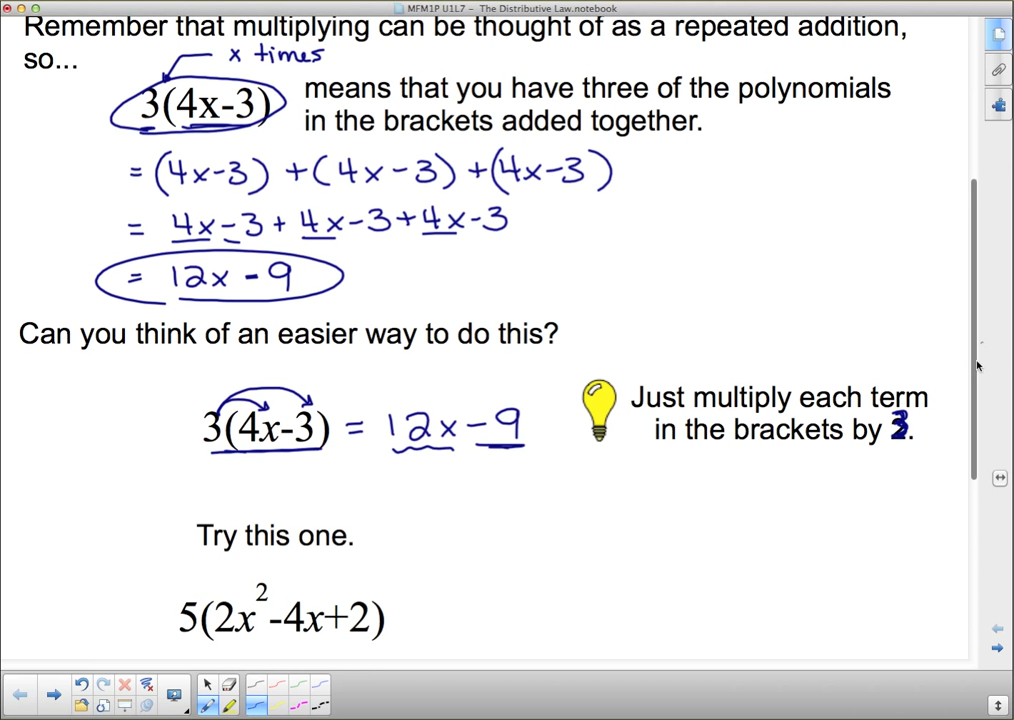 MFM1P U1L7 – The Distributive Law.notebook
Remember that multiplying can be thought of as a repeated addition,
so...
x times
3(4x-3) means that you have three of the polynomials
in the brackets added together.
= (4x-3) + (4x-3) + (4x-3)
= 4x-3 + 4x-3 + 4x-3
= 12x - 9
Can you think of an easier way to do this?
3(4x-3) = 12x - 9
Just multiply each term
in the brackets by 3.
Try this one.
5(2x²-4x+2)